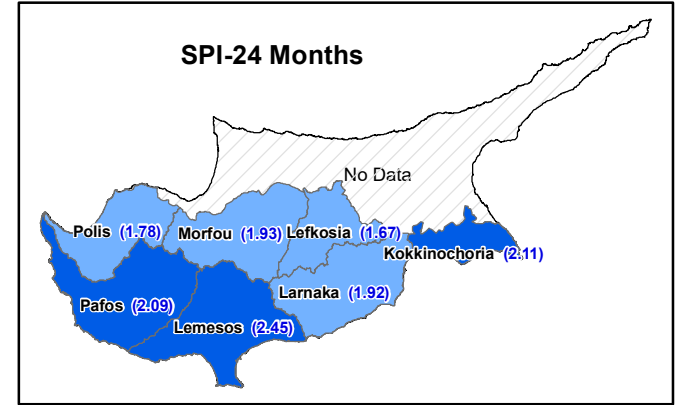 SPI-24 Months
No Data
Polis (1.78)
Morfou (1.93)
Lefkosia (1.67)
Kokkinochoria (2.11)
Larnaka (1.92)
Pafos (2.09)
Lemesos (2.45)